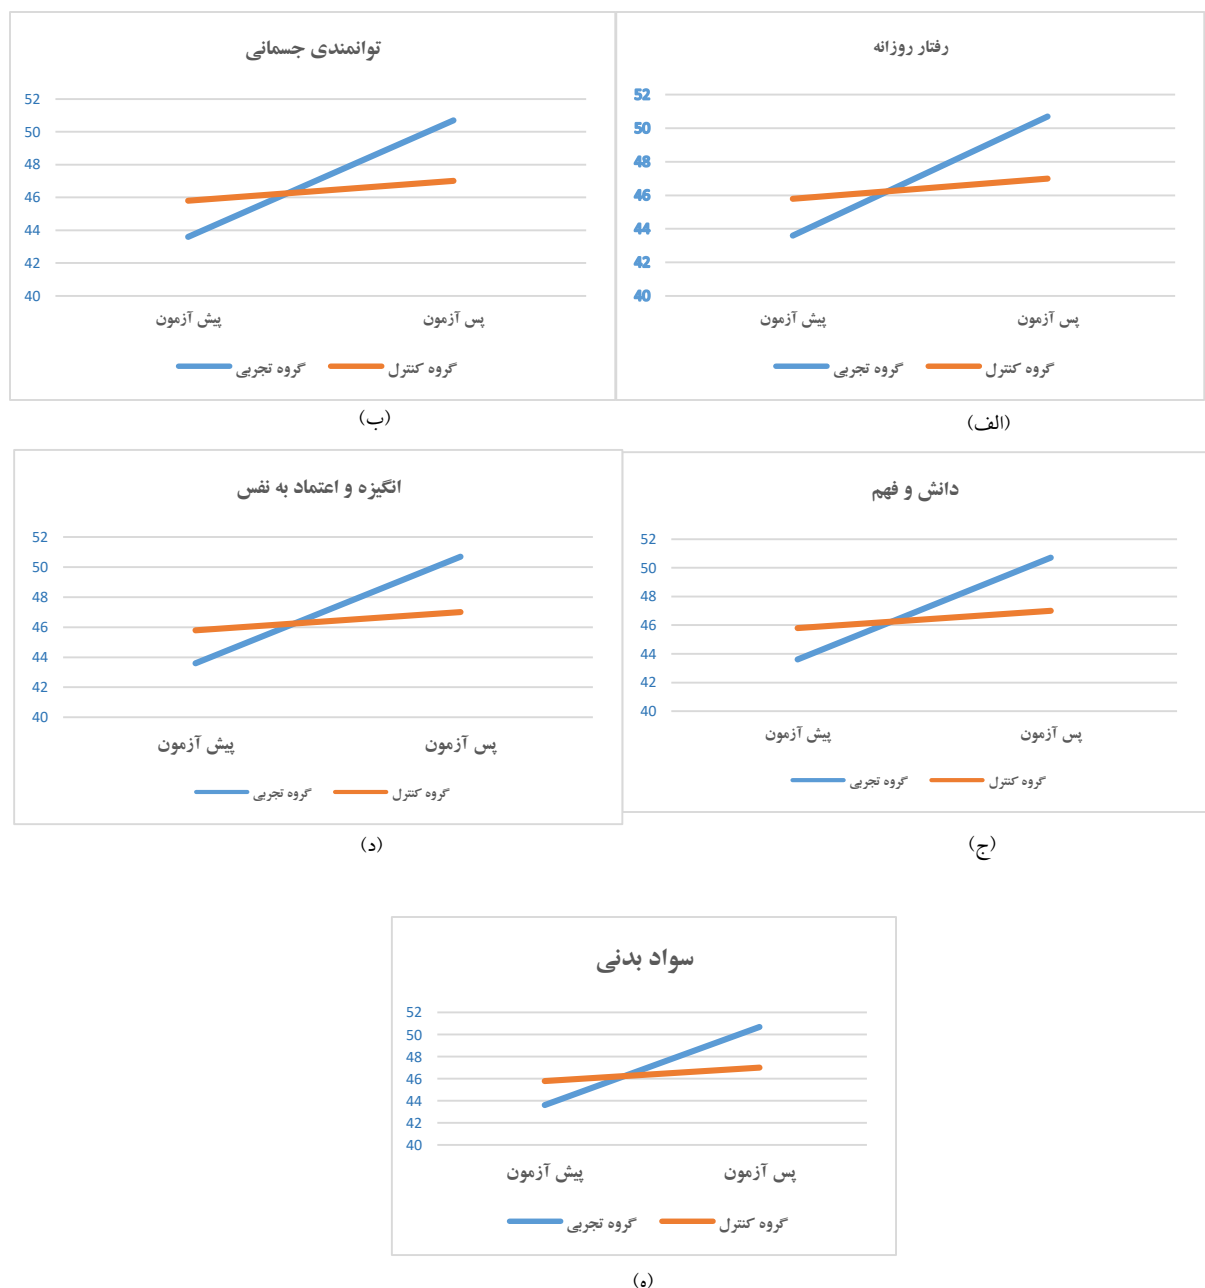 رفتار روزانه
52
50
48
46
44
42
40
پیش آزمون پس آزمون
گروه تجربی گروه کنترل
(الف)
توانمندی جسمانی
52
50
48
46
44
42
40
پیش آزمون پس آزمون
گروه تجربی گروه کنترل
(ب)
دانش و فهم
52
50
48
46
44
42
40
پیش آزمون پس آزمون
گروه تجربی گروه کنترل
(ج)
انگیزه و اعتماد به نفس
52
50
48
46
44
42
40
پیش آزمون پس آزمون
گروه تجربی گروه کنترل
(د)
سواد بدنی
52
50
48
46
44
42
40
پیش آزمون پس آزمون
گروه تجربی گروه کنترل
(ه)